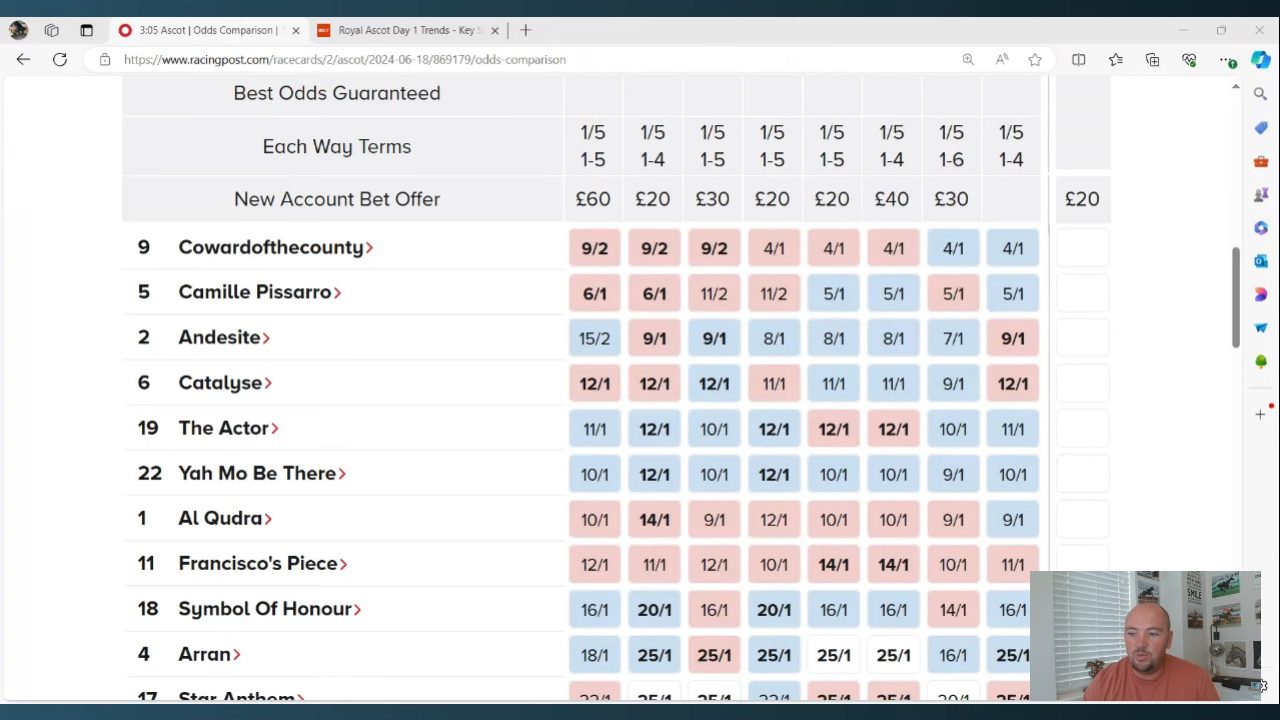 3:05 Ascot | Odds Comparison | Royal Ascot Day 1 Trends - Key
https://www.racingpost.com/racecards/2/ascot/2024-06-18/869179/odds-comparison
Best Odds Guaranteed
Each Way Terms 1/5 1/5 1/5 1/5 1/5 1/5 1/5 1/5
1-5 1-4 1-5 1-5 1-5 1-4 1-6 1-4
New Account Bet Offer £60 £20 £30 £20 £20 £40 £30 £20
9 Cowardofthecounty 9/2 9/2 9/2 4/1 4/1 4/1 4/1 4/1
5 Camille Pissarro 6/1 6/1 11/2 11/2 5/1 5/1 5/1 5/1
2 Andesite 15/2 9/1 9/1 8/1 8/1 8/1 7/1 9/1
6 Catalyse 12/1 12/1 12/1 11/1 11/1 11/1 9/1 12/1
19 The Actor 11/1 12/1 10/1 12/1 12/1 12/1 10/1 11/1
22 Yah Mo Be There 10/1 12/1 10/1 12/1 10/1 10/1 9/1 10/1
1 Al Qudra 10/1 14/1 9/1 12/1 10/1 10/1 9/1 9/1
11 Francisco's Piece 12/1 11/1 12/1 10/1 14/1 14/1 10/1 11/1
18 Symbol Of Honour 16/1 20/1 16/1 20/1 16/1 16/1 14/1 16/1
4 Arran 18/1 25/1 25/1 25/1 25/1 25/1 16/1 25/1
17 Star Anthem
SMILE